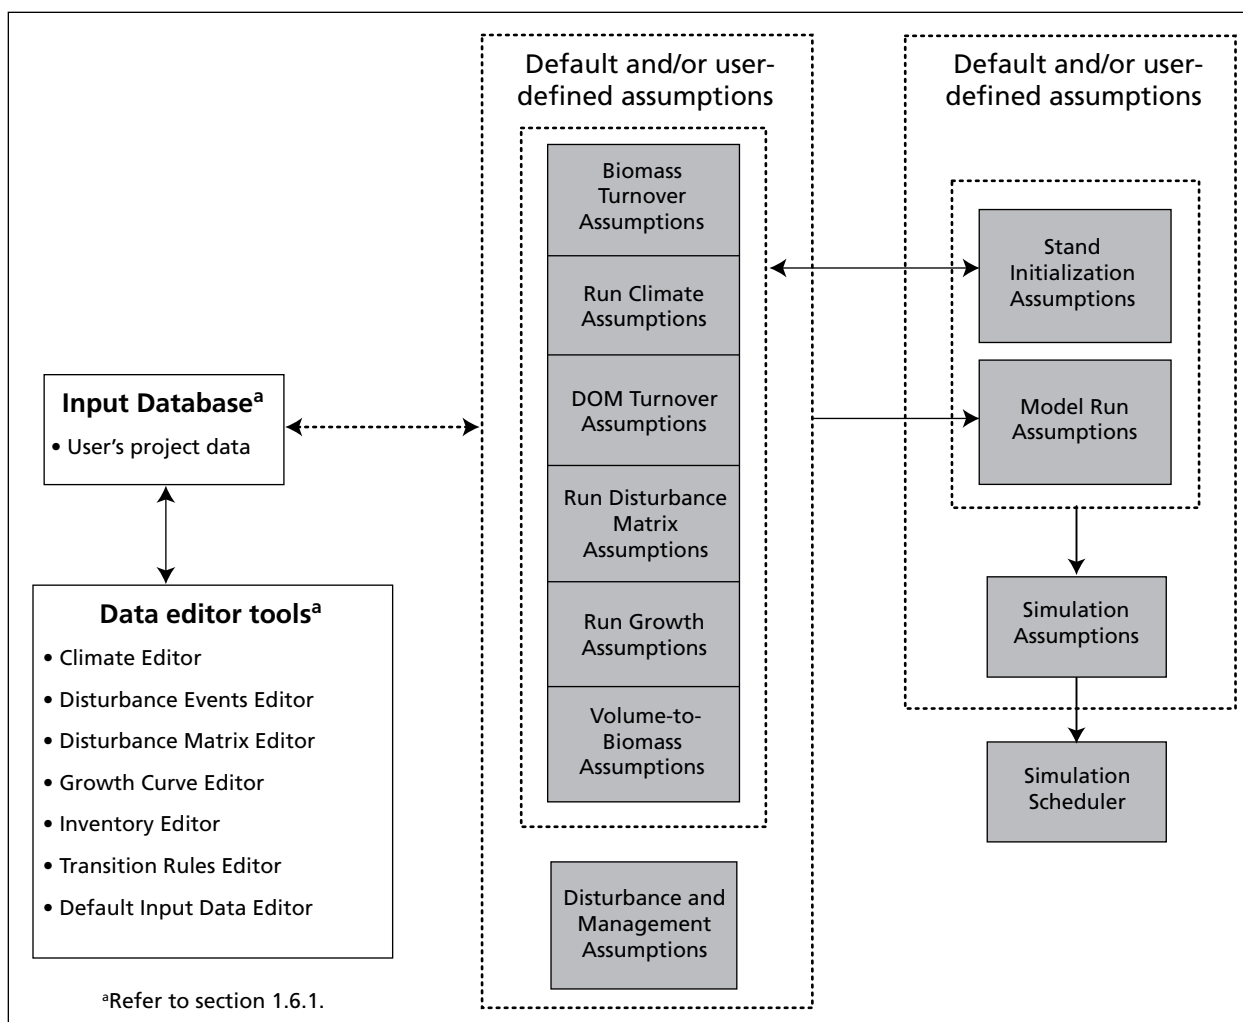 Default and/or user-
defined assumptions
Biomass
Turnover
Assumptions
Run Climate
Assumptions
DOM Turnover
Assumptions
Run Disturbance
Matrix
Assumptions
Run Growth
Assumptions
Volume-to-
Biomass
Assumptions
Disturbance and
Management
Assumptions
Default and/or user-
defined assumptions
Stand
Initialization
Assumptions
Model Run
Assumptions
Simulation
Assumptions
Simulation
Scheduler
Input Databaseᵃ
• User’s project data
Data editor toolsᵃ
• Climate Editor
• Disturbance Events Editor
• Disturbance Matrix Editor
• Growth Curve Editor
• Inventory Editor
• Transition Rules Editor
• Default Input Data Editor
ᵃRefer to section 1.6.1.